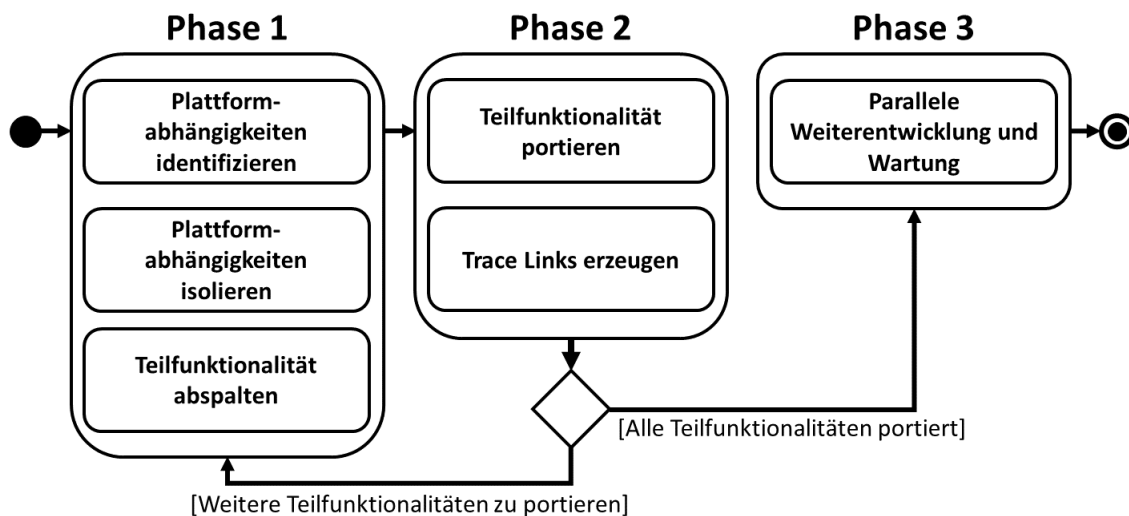 Phase 1
Plattform-
abhängigkeiten
identifizieren
Plattform-
abhängigkeiten
isolieren
Teilfunktionalität
abspalten
Phase 2
Teilfunktionalität
portieren
Trace Links erzeugen
Phase 3
Parallele
Weiterentwicklung und
Wartung
[Alle Teilfunktionalitäten portiert]
[Weitere Teilfunktionalitäten zu portieren]